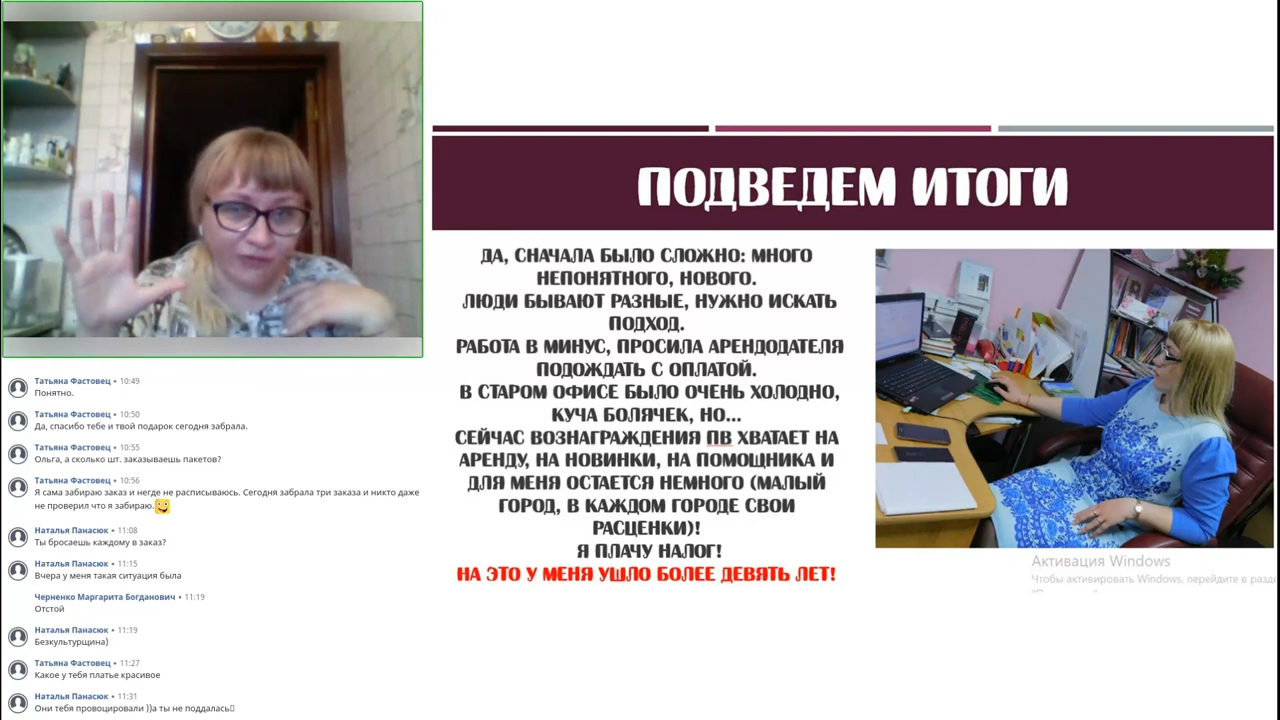 Татьяна Фастовец • 10:49
Понятно.
Татьяна Фастовец • 10:50
Да, спасибо тебе и твой подарок сегодня забрала.
Татьяна Фастовец • 10:55
Ольга, а сколько шт. заказываешь пакетов?
Татьяна Фастовец • 10:56
Я сама забираю заказ и негде не расписываюсь. Сегодня забрала три заказа и никто даже
не проверил что я забираю.
Наталья Панасюк • 11:08
Ты бросаешь каждому в заказ?
Наталья Панасюк • 11:15
Вчера у меня такая ситуация была
Черненко Маргарита Богданович • 11:19
Отстой
Наталья Панасюк • 11:19
Безкультурщина)
Татьяна Фастовец • 11:27
Какое у тебя платье красивое
Наталья Панасюк • 11:31
Они тебя провоцировали ))а ты не поддалась
ПОДВЕДЕМ ИТОГИ
ДА, СНАЧАЛА БЫЛО СЛОЖНО: МНОГО
НЕПОНЯТНОГО, НОВОГО.
ЛЮДИ БЫВАЮТ РАЗНЫЕ, НУЖНО ИСКАТЬ
ПОДХОД.
РАБОТА В МИНУС, ПРОСИЛА АРЕНДОДАТЕЛЯ
ПОДОЖДАТЬ С ОПЛАТОЙ.
В СТАРОМ ОФИСЕ БЫЛО ОЧЕНЬ ХОЛОДНО,
КУЧА БОЛЯЧЕК, НО...
СЕЙЧАС ВОЗНАГРАЖДЕНИЯ ПВ ХВАТАЕТ НА
АРЕНДУ, НА НОВИНКИ, НА ПОМОЩНИКА И
ДЛЯ МЕНЯ ОСТАЕТСЯ НЕМНОГО (МАЛЫЙ
ГОРОД, В КАЖДОМ ГОРОДЕ СВОИ
РАСЦЕНКИ)!
Я ПЛАЧУ НАЛОГ!
НА ЭТО У МЕНЯ УШЛО БОЛЕЕ ДЕВЯТЬ ЛЕТ!
Активация Windows
Чтобы активировать Windows, перейдите в разде